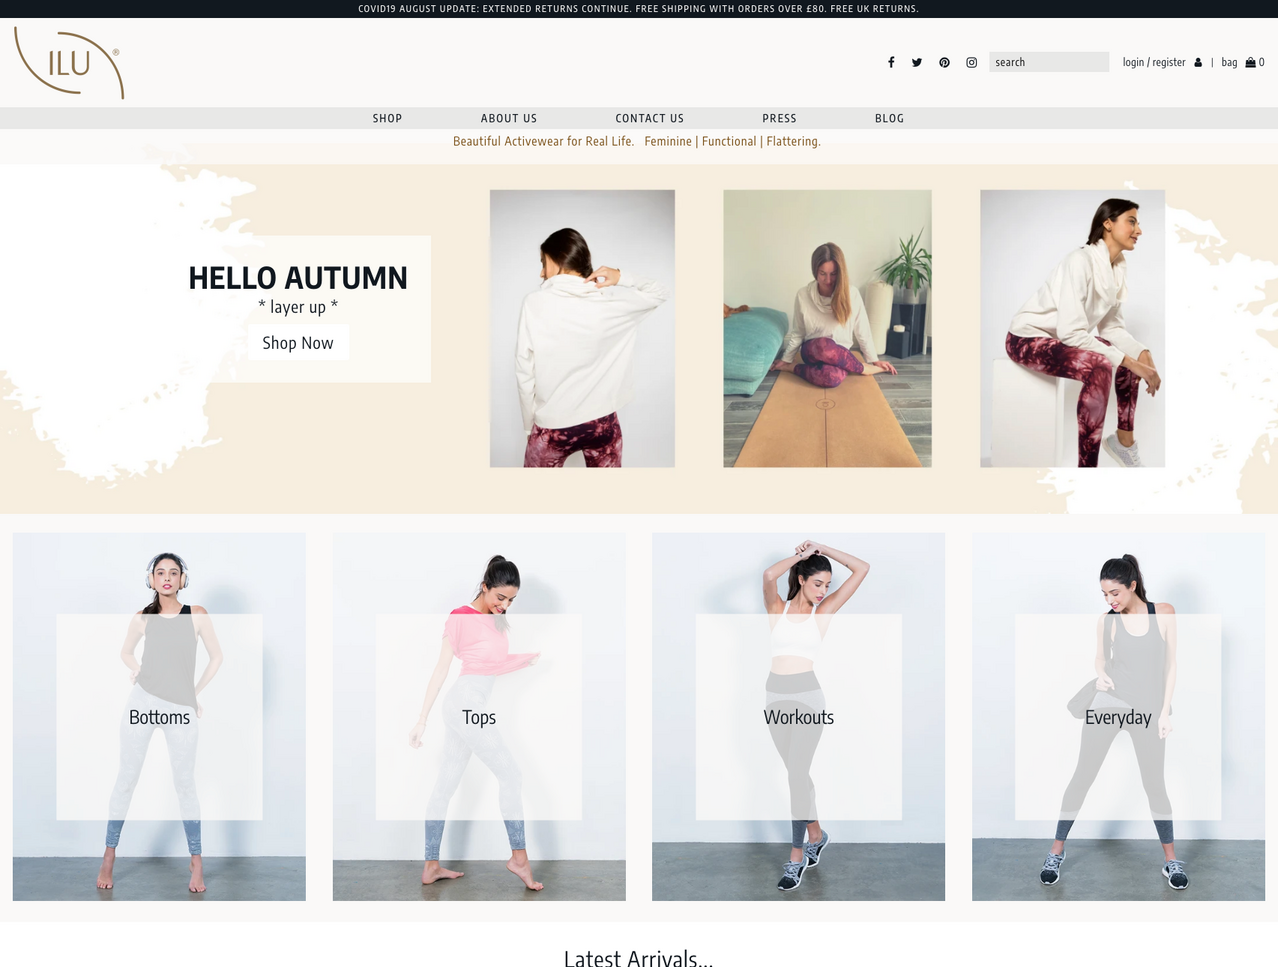 COVID19 AUGUST UPDATE: EXTENDED RETURNS CONTINUE. FREE SHIPPING WITH ORDERS OVER £80. FREE UK RETURNS.
ILU®
search
login / register | bag 0
SHOP ABOUT US CONTACT US PRESS BLOG
Beautiful Activewear for Real Life. Feminine | Functional | Flattering.
HELLO AUTUMN
* layer up *
Shop Now
Bottoms
Tops
Workouts
Everyday
Latest Arrivals...